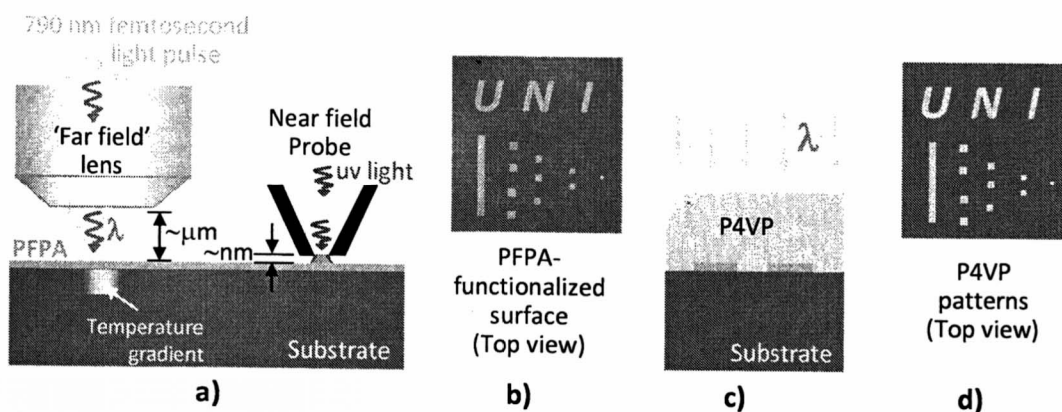 790 nm femtosecond
light pulse
'Far field'
lens
λ
PFPA
~μm
~nm
Near field
Probe
uv light
Temperature
gradient
Substrate
a)
U N I
PFPA-
functionalized
surface
(Top view)
b)
λ
P4VP
Substrate
c)
U N I
P4VP
patterns
(Top view)
d)